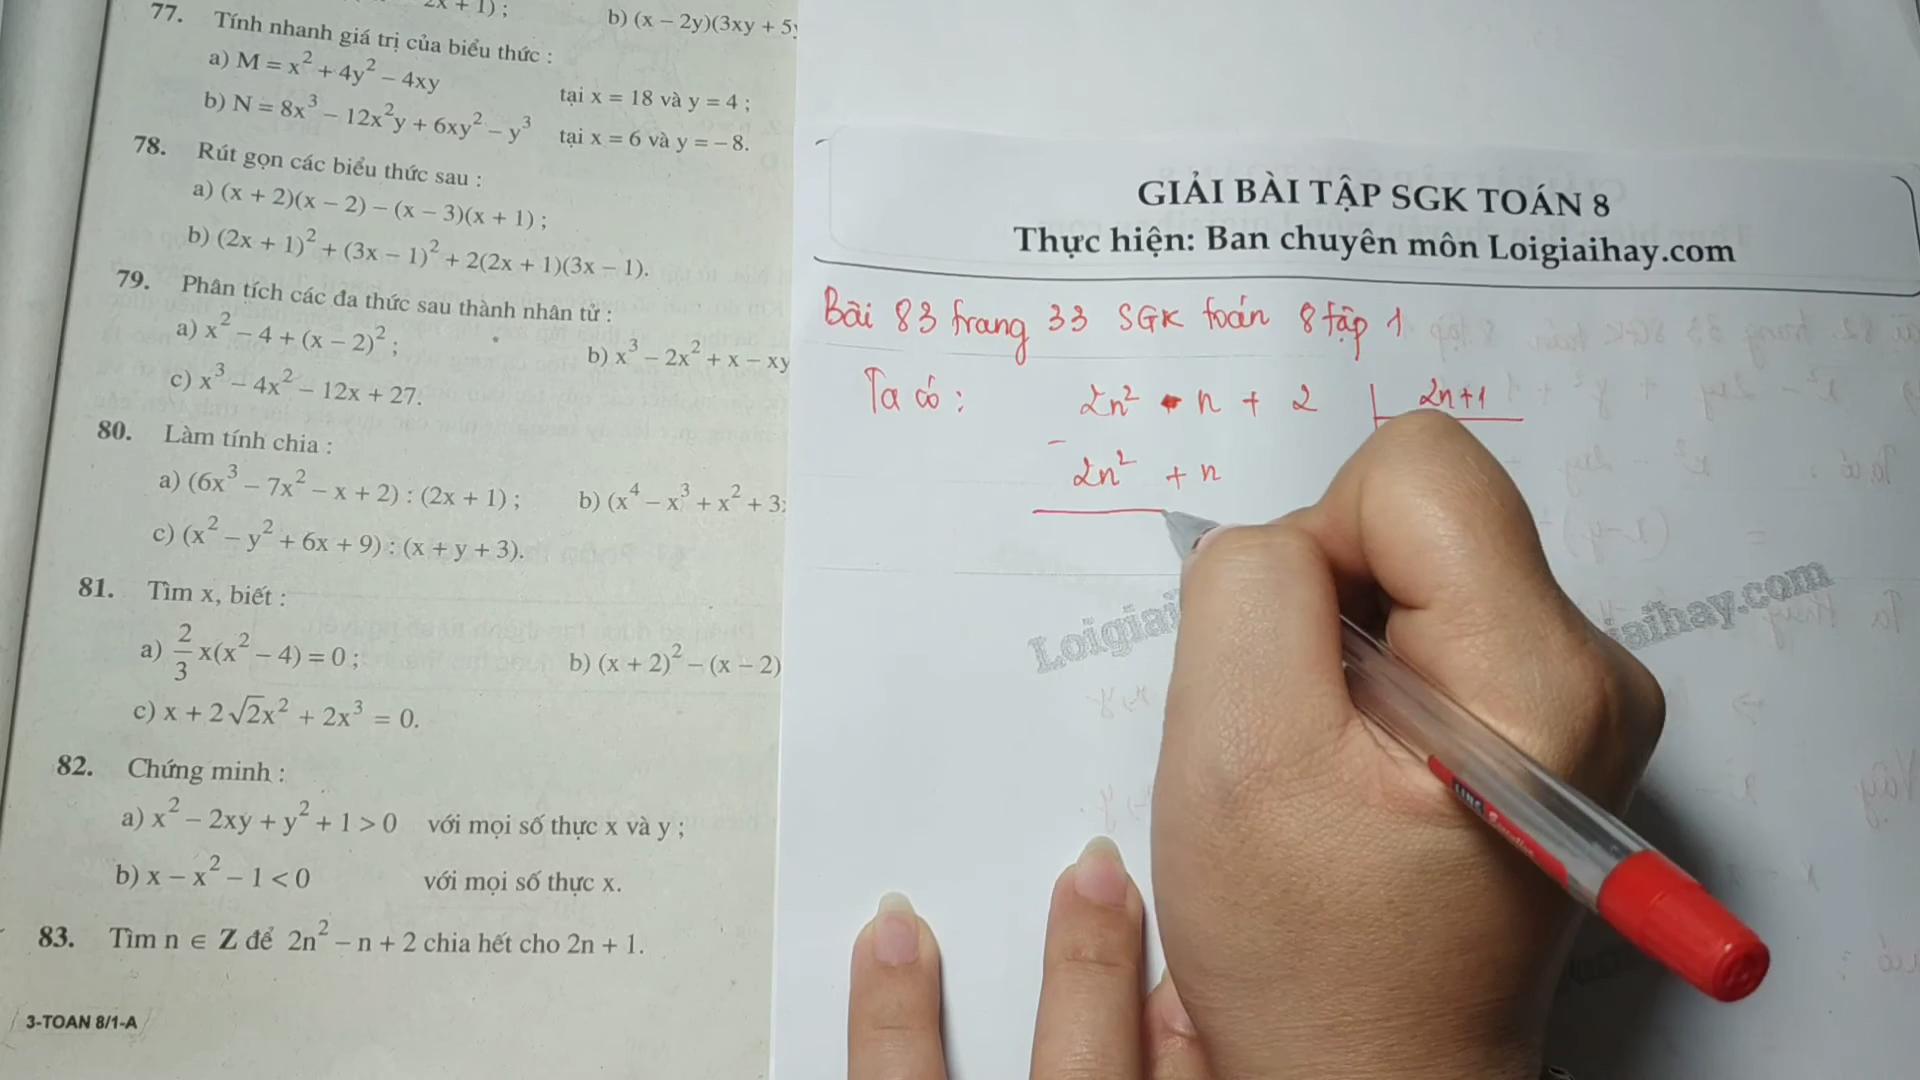 2x + 1) ;
b) (x – 2y)(3xy + 5y
77. Tính nhanh giá trị của biểu thức :
a) M = x² + 4y² – 4xy tại x = 18 và y = 4 ;
b) N = 8x³ – 12x²y + 6xy² – y³ tại x = 6 và y = – 8.
78. Rút gọn các biểu thức sau :
a) (x + 2)(x – 2) – (x – 3)(x + 1) ;
b) (2x + 1)² + (3x – 1)² + 2(2x + 1)(3x – 1).
79. Phân tích các đa thức sau thành nhân tử :
a) x² – 4 + (x – 2)² ; b) x³ – 2x² + x – xy
c) x³ – 4x² – 12x + 27.
80. Làm tính chia :
a) (6x³ – 7x² – x + 2) : (2x + 1) ; b) (x⁴ – x³ + x² + 3x
c) (x² – y² + 6x + 9) : (x + y + 3).
81. Tìm x, biết :
a) 2/3 x(x² – 4) = 0 ; b) (x + 2)² – (x – 2)
c) x + 2√2x² + 2x³ = 0.
82. Chứng minh :
a) x² – 2xy + y² + 1 > 0 với mọi số thực x và y ;
b) x – x² – 1 < 0 với mọi số thực x.
83. Tìm n ∈ Z để 2n² – n + 2 chia hết cho 2n + 1.
3-TOAN 8/1-A
GIẢI BÀI TẬP SGK TOÁN 8
Thực hiện: Ban chuyên môn Loigiaihay.com
Bài 83 trang 33 SGK toán 8 tập 1
Ta có : 2n² - n + 2 | 2n+1
-
2n² + n
Loigiai
iaihay.com